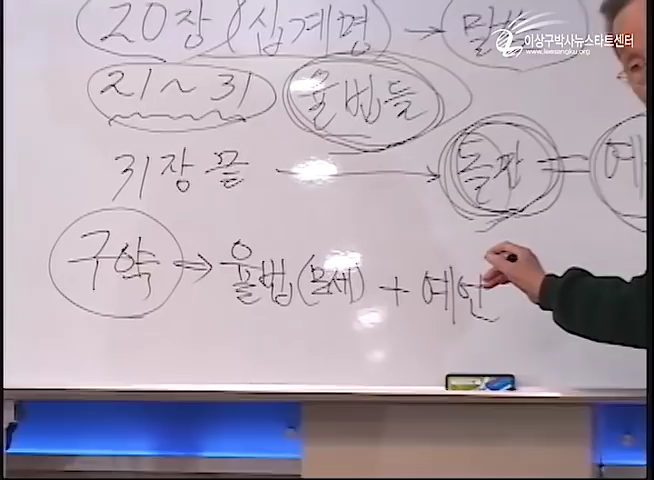 20장 (십계명) → 말씀
이상구박사뉴스타트센터
www.leesangku.org
21~31 율법들
31장 끝 → 돌판 = 예
구약 → 율법(모세) + 예언